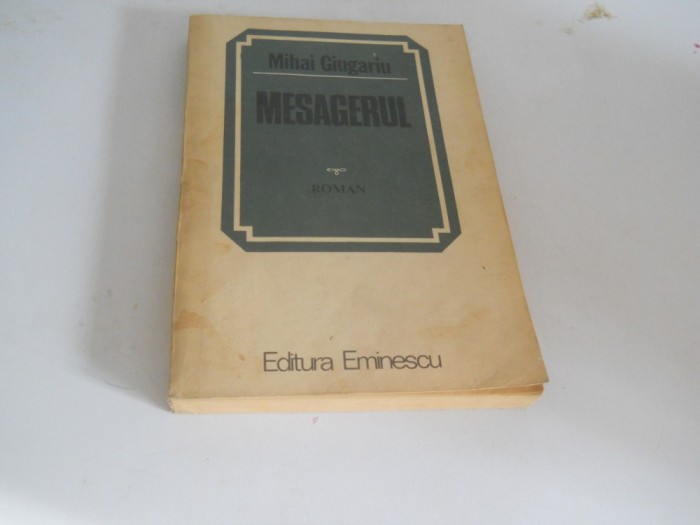 Mihai Giugariu
MESAGERUL
ROMAN
Editura Eminescu